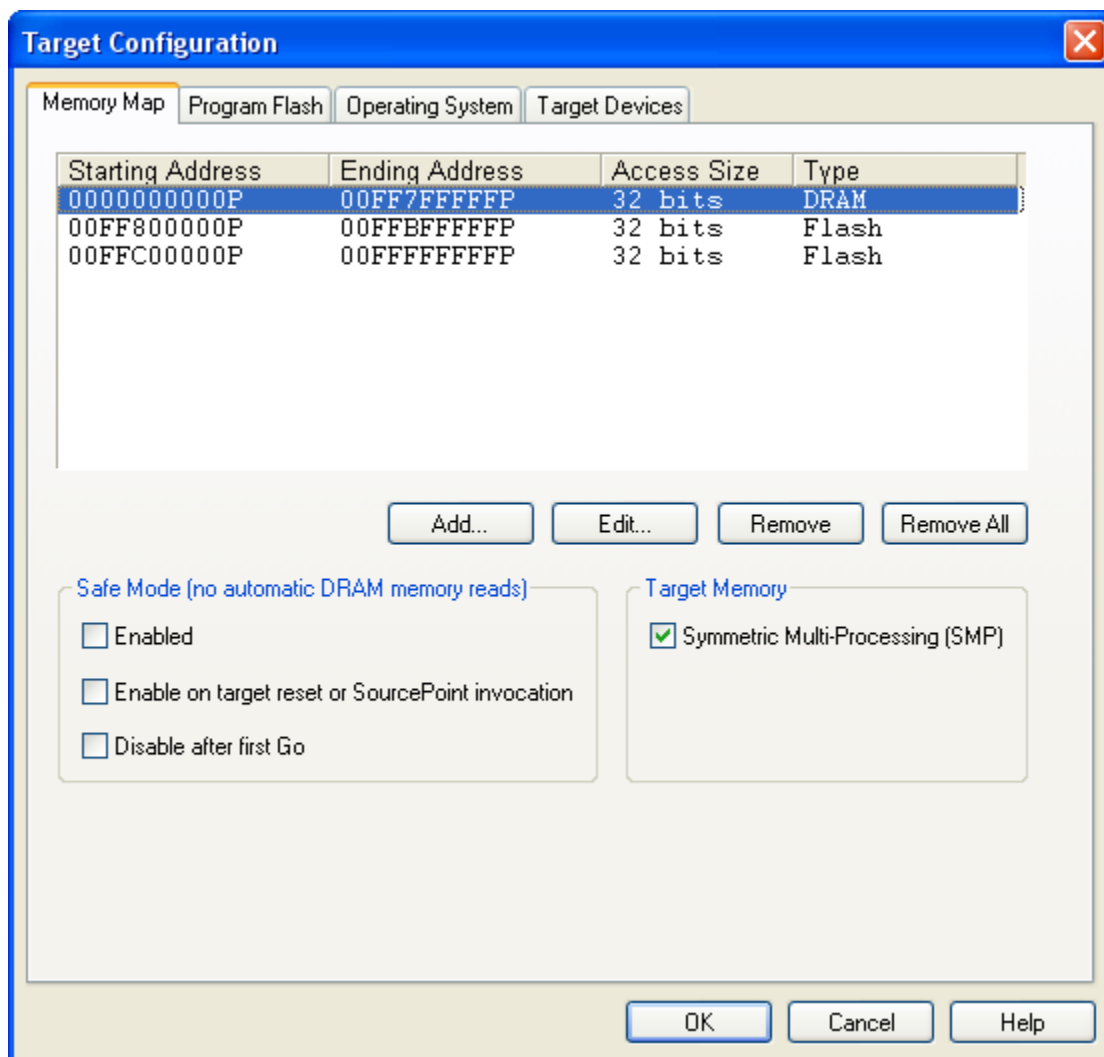 Target Configuration
Memory Map Program Flash Operating System Target Devices
Starting Address Ending Address Access Size Type
0000000000P 00FF7FFFFFP 32 bits DRAM
00FF800000P 00FFBFFFFFP 32 bits Flash
00FFC00000P 00FFFFFFFFP 32 bits Flash
Add... Edit... Remove Remove All
Safe Mode (no automatic DRAM memory reads) Target Memory
Enabled Symmetric Multi-Processing (SMP)
Enable on target reset or SourcePoint invocation
Disable after first Go
OK Cancel Help